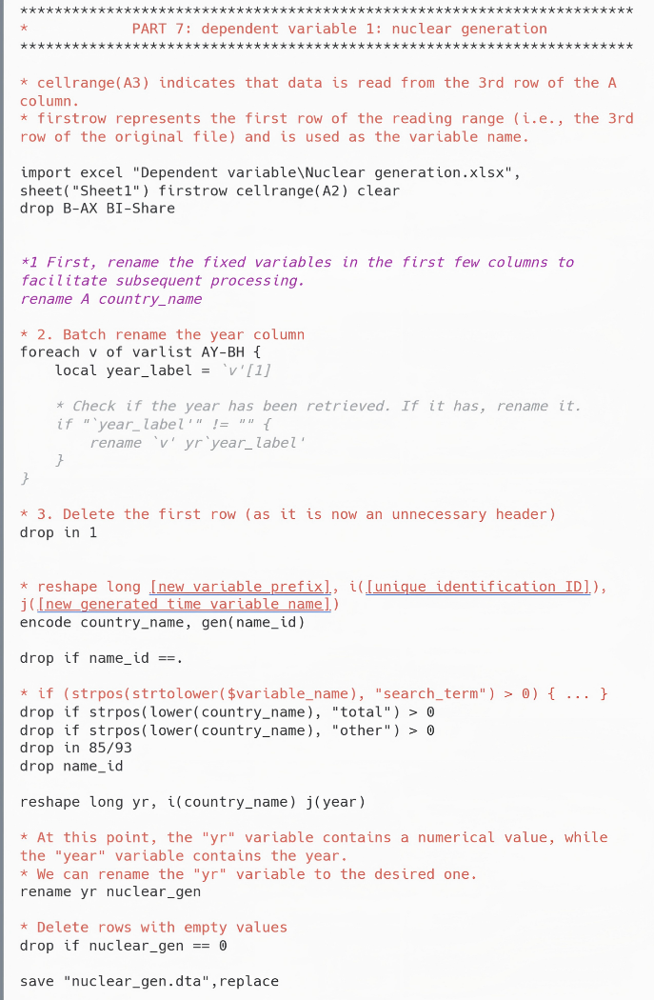 ***********************************************************************
*            PART 7: dependent variable 1: nuclear generation
***********************************************************************
* cellrange(A3) indicates that data is read from the 3rd row of the A
column.
* firstrow represents the first row of the reading range (i.e., the 3rd
row of the original file) and is used as the variable name.
import excel "Dependent variable\Nuclear generation.xlsx",
sheet("Sheet1") firstrow cellrange(A2) clear
drop B-AX BI-Share
*1 First, rename the fixed variables in the first few columns to
facilitate subsequent processing.
rename A country_name
* 2. Batch rename the year column
foreach v of varlist AY-BH {
    local year_label = `v'[1]
    * Check if the year has been retrieved. If it has, rename it.
    if "`year_label'" != "" {
        rename `v' yr`year_label'
    }
}
* 3. Delete the first row (as it is now an unnecessary header)
drop in 1
* reshape long [new variable prefix], i([unique identification ID]),
j([new generated time variable name])
encode country_name, gen(name_id)
drop if name_id ==.
* if (strpos(strtolower($variable_name), "search_term") > 0) { ... }
drop if strpos(lower(country_name), "total") > 0
drop if strpos(lower(country_name), "other") > 0
drop in 85/93
drop name_id
reshape long yr, i(country_name) j(year)
* At this point, the "yr" variable contains a numerical value, while
the "year" variable contains the year.
* We can rename the "yr" variable to the desired one.
rename yr nuclear_gen
* Delete rows with empty values
drop if nuclear_gen == 0
save "nuclear_gen.dta",replace